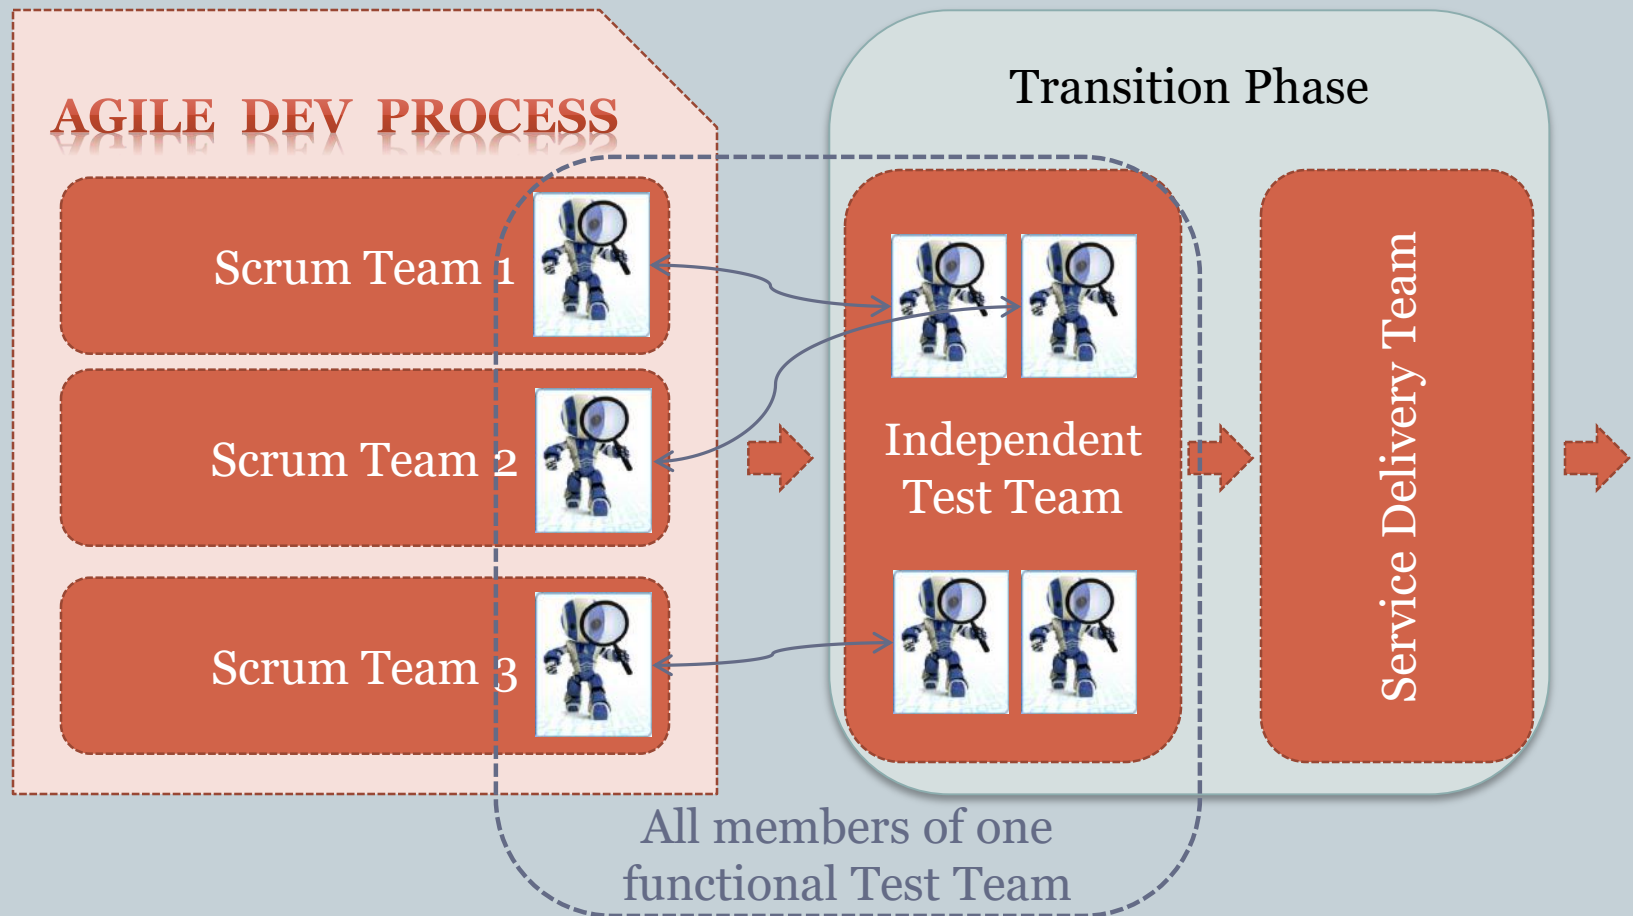 AGILE DEV PROCESS
Scrum Team 1
Scrum Team 2
Scrum Team 3
Transition Phase
Independent
Test Team
Service Delivery Team
All members of one
functional Test Team